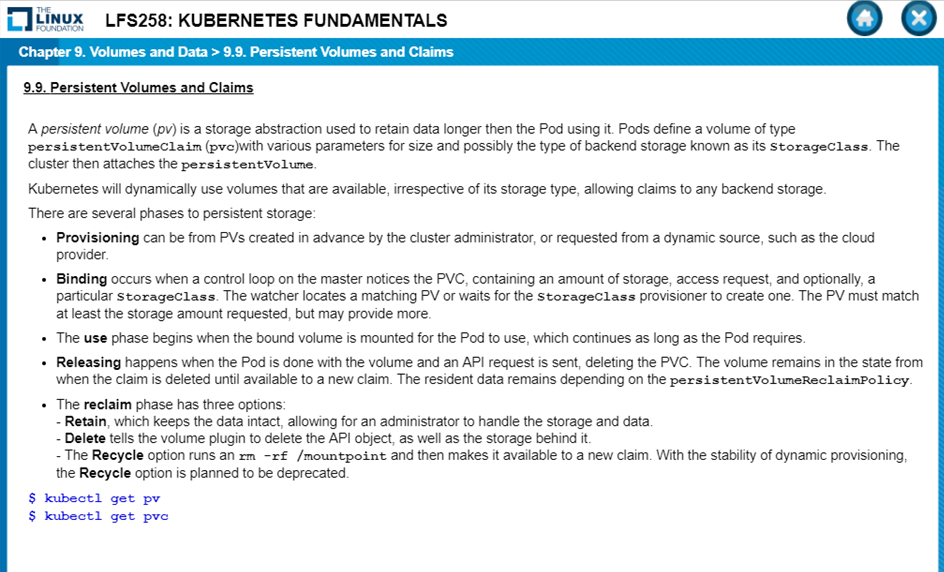 THE
LINUX
FOUNDATION
LFS258: KUBERNETES FUNDAMENTALS
Chapter 9. Volumes and Data > 9.9. Persistent Volumes and Claims
9.9. Persistent Volumes and Claims
A persistent volume (pv) is a storage abstraction used to retain data longer then the Pod using it. Pods define a volume of type
persistentVolumeClaim (pvc)with various parameters for size and possibly the type of backend storage known as its StorageClass. The
cluster then attaches the persistentVolume.
Kubernetes will dynamically use volumes that are available, irrespective of its storage type, allowing claims to any backend storage.
There are several phases to persistent storage:
• Provisioning can be from PVs created in advance by the cluster administrator, or requested from a dynamic source, such as the cloud
provider.
• Binding occurs when a control loop on the master notices the PVC, containing an amount of storage, access request, and optionally, a
particular StorageClass. The watcher locates a matching PV or waits for the StorageClass provisioner to create one. The PV must match
at least the storage amount requested, but may provide more.
• The use phase begins when the bound volume is mounted for the Pod to use, which continues as long as the Pod requires.
• Releasing happens when the Pod is done with the volume and an API request is sent, deleting the PVC. The volume remains in the state from
when the claim is deleted until available to a new claim. The resident data remains depending on the persistentVolumeReclaimPolicy.
• The reclaim phase has three options:
- Retain, which keeps the data intact, allowing for an administrator to handle the storage and data.
- Delete tells the volume plugin to delete the API object, as well as the storage behind it.
- The Recycle option runs an rm -rf /mountpoint and then makes it available to a new claim. With the stability of dynamic provisioning,
the Recycle option is planned to be deprecated.
$ kubectl get pv
$ kubectl get pvc